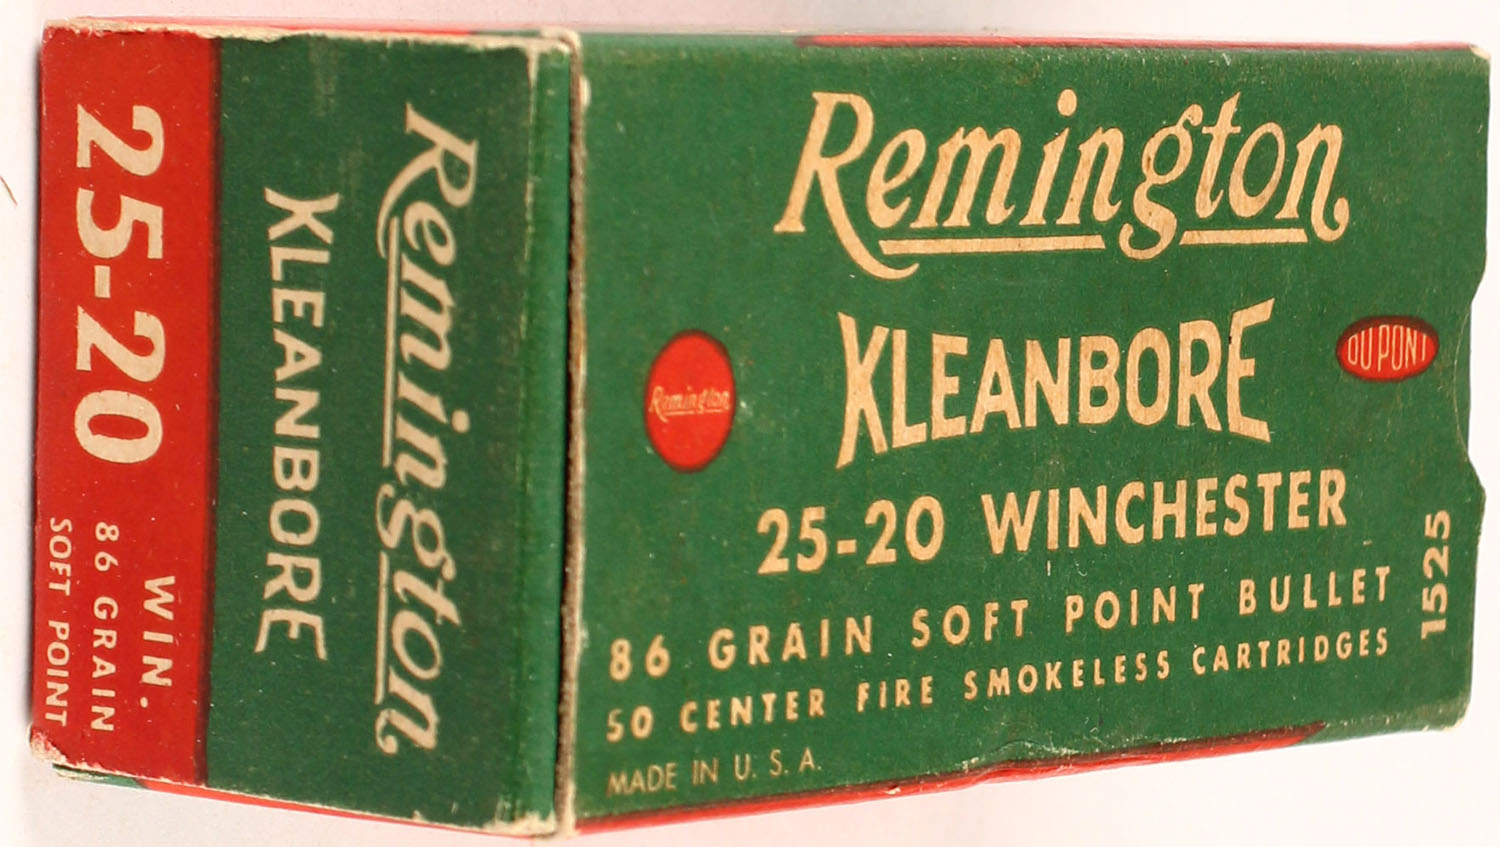 Remington
KLEANBORE
25-20
WIN.
86 GRAIN
SOFT POINT
Remington
KLEANBORE
DU PONT
Remington
25-20 WINCHESTER
86 GRAIN SOFT POINT BULLET
50 CENTER FIRE SMOKELESS CARTRIDGES
MADE IN U. S. A.
1525